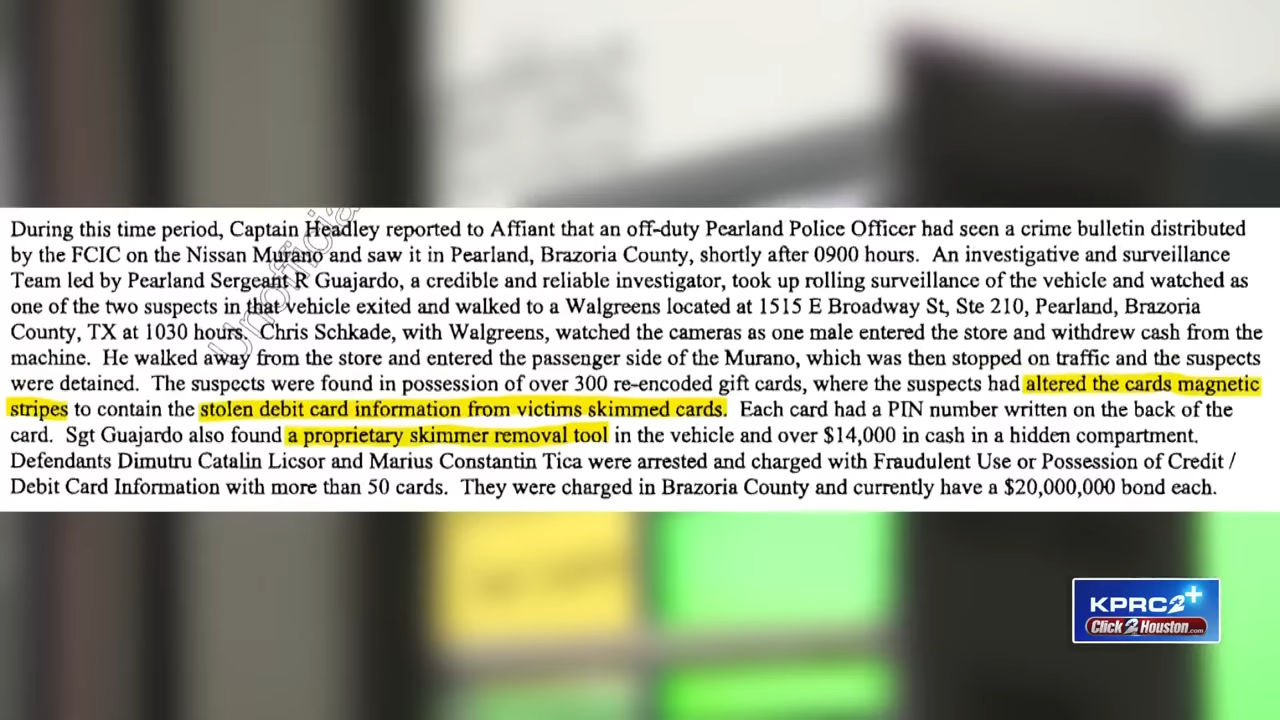 During this time period, Captain Headley reported to Affiant that an off-duty Pearland Police Officer had seen a crime bulletin distributed
by the FCIC on the Nissan Murano and saw it in Pearland, Brazoria County, shortly after 0900 hours. An investigative and surveillance
Team led by Pearland Sergeant R Guajardo, a credible and reliable investigator, took up rolling surveillance of the vehicle and watched as
one of the two suspects in that vehicle exited and walked to a Walgreens located at 1515 E Broadway St, Ste 210, Pearland, Brazoria
County, TX at 1030 hours. Chris Schkade, with Walgreens, watched the cameras as one male entered the store and withdrew cash from the
machine. He walked away from the store and entered the passenger side of the Murano, which was then stopped on traffic and the suspects
were detained. The suspects were found in possession of over 300 re-encoded gift cards, where the suspects had altered the cards magnetic
stripes to contain the stolen debit card information from victims skimmed cards. Each card had a PIN number written on the back of the
card. Sgt Guajardo also found a proprietary skimmer removal tool in the vehicle and over $14,000 in cash in a hidden compartment.
Defendants Dimutru Catalin Licsor and Marius Constantin Tica were arrested and charged with Fraudulent Use or Possession of Credit /
Debit Card Information with more than 50 cards. They were charged in Brazoria County and currently have a $20,000,000 bond each.
KPRC2+
Click2Houston.com